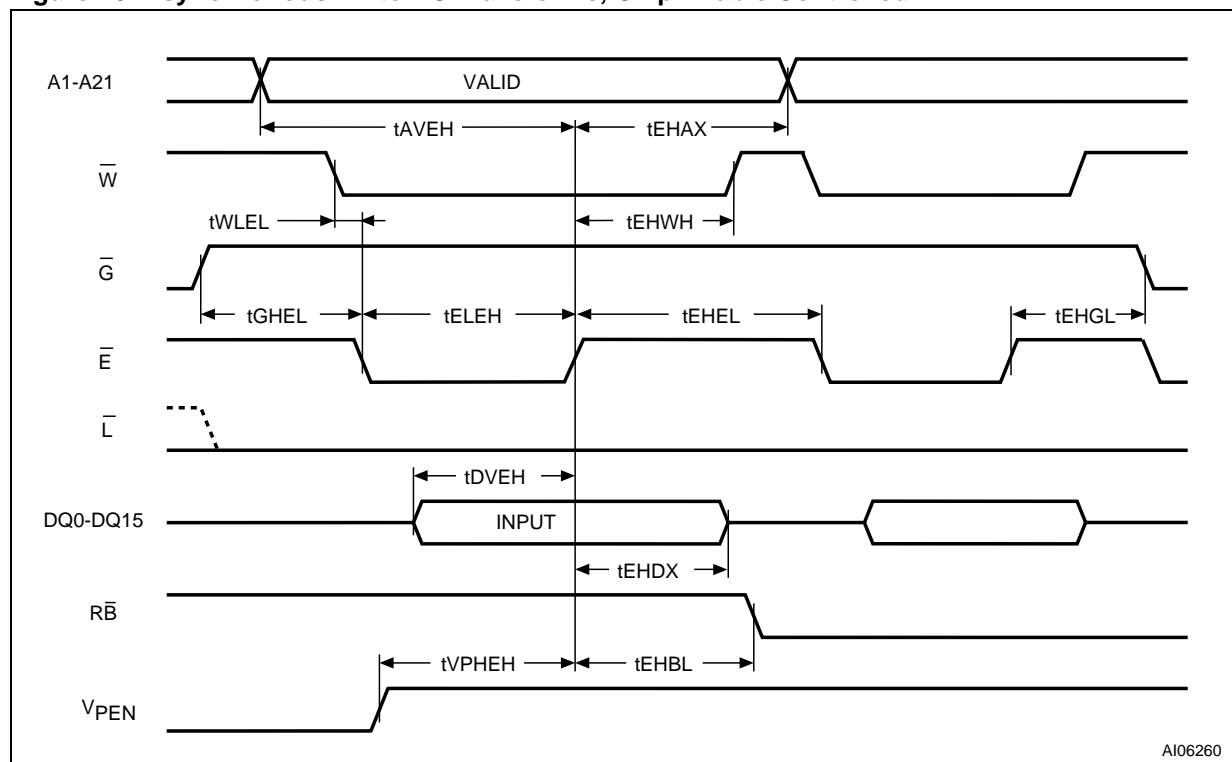 A1-A21
VALID
tAVEH
tEHAX
W̅
tWLEL
tEHWH
G̅
tGHEL
tELEH
tEHEL
tEHGL
E̅
L̅
tDVEH
DQ0-DQ15
INPUT
tEHDX
RB̅
tVPHEH
tEHBL
VPEN
AI06260